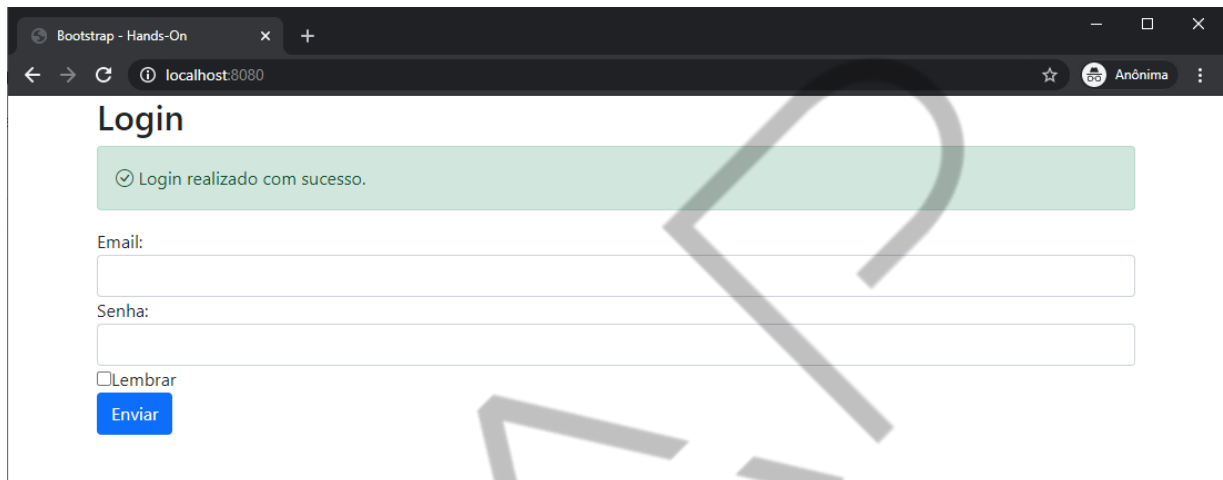 Bootstrap - Hands-On
localhost:8080
Anônima
Login
Login realizado com sucesso.
Email:
Senha:
Lembrar
Enviar